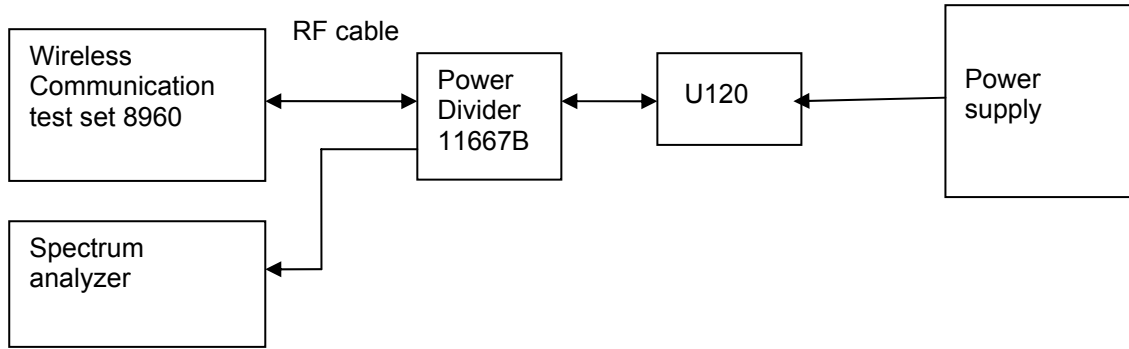 RF cable
Wireless
Communication
test set 8960
Power
Divider
11667B
U120
Power
supply
Spectrum
analyzer